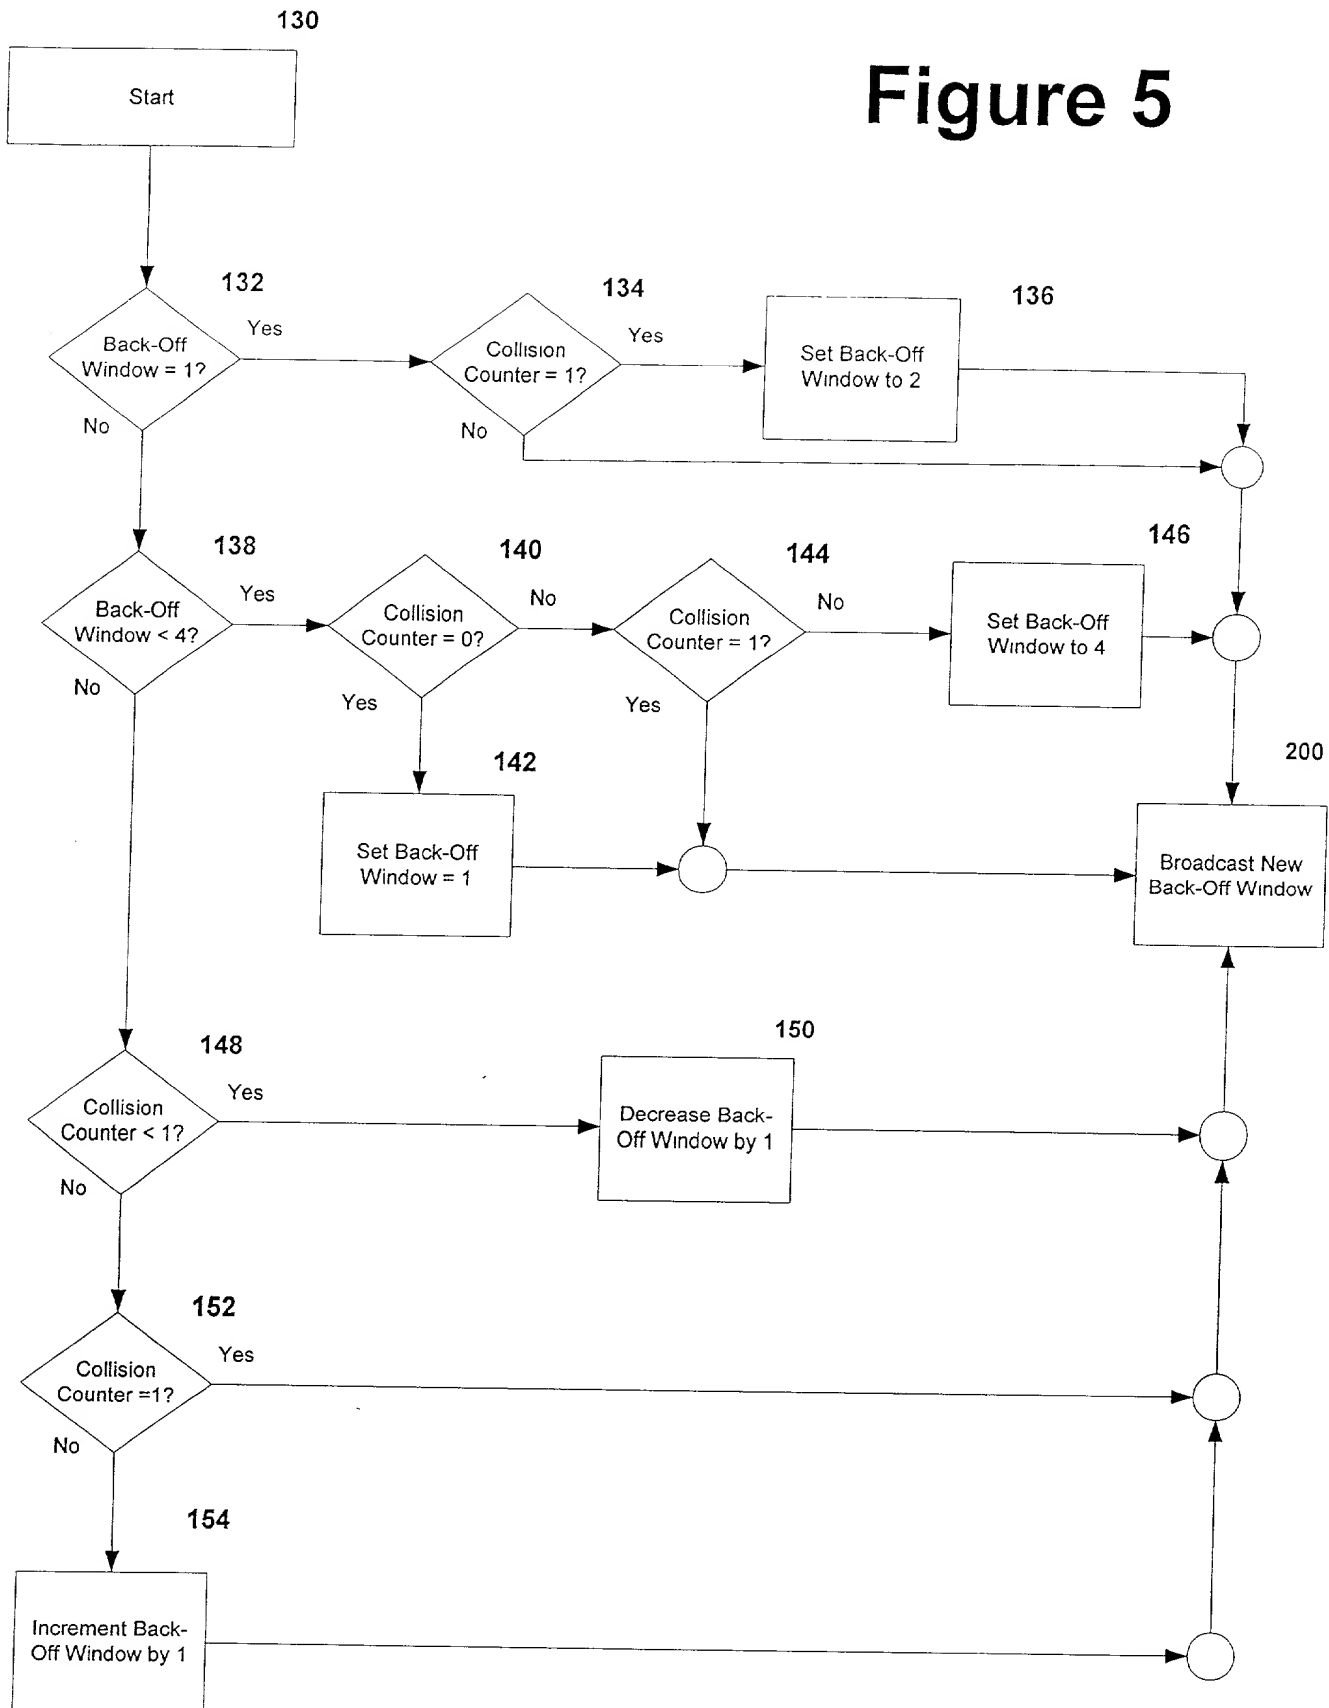 130
Start
Figure 5
132
Back-Off
Window = 1?
Yes
No
134
Collision
Counter = 1?
Yes
No
136
Set Back-Off
Window to 2
138
Back-Off
Window < 4?
Yes
No
140
Collision
Counter = 0?
No
Yes
144
Collision
Counter = 1?
No
Yes
146
Set Back-Off
Window to 4
142
Set Back-Off
Window = 1
200
Broadcast New
Back-Off Window
148
Collision
Counter < 1?
Yes
No
150
Decrease Back-
Off Window by 1
152
Collision
Counter =1?
Yes
No
154
Increment Back-
Off Window by 1